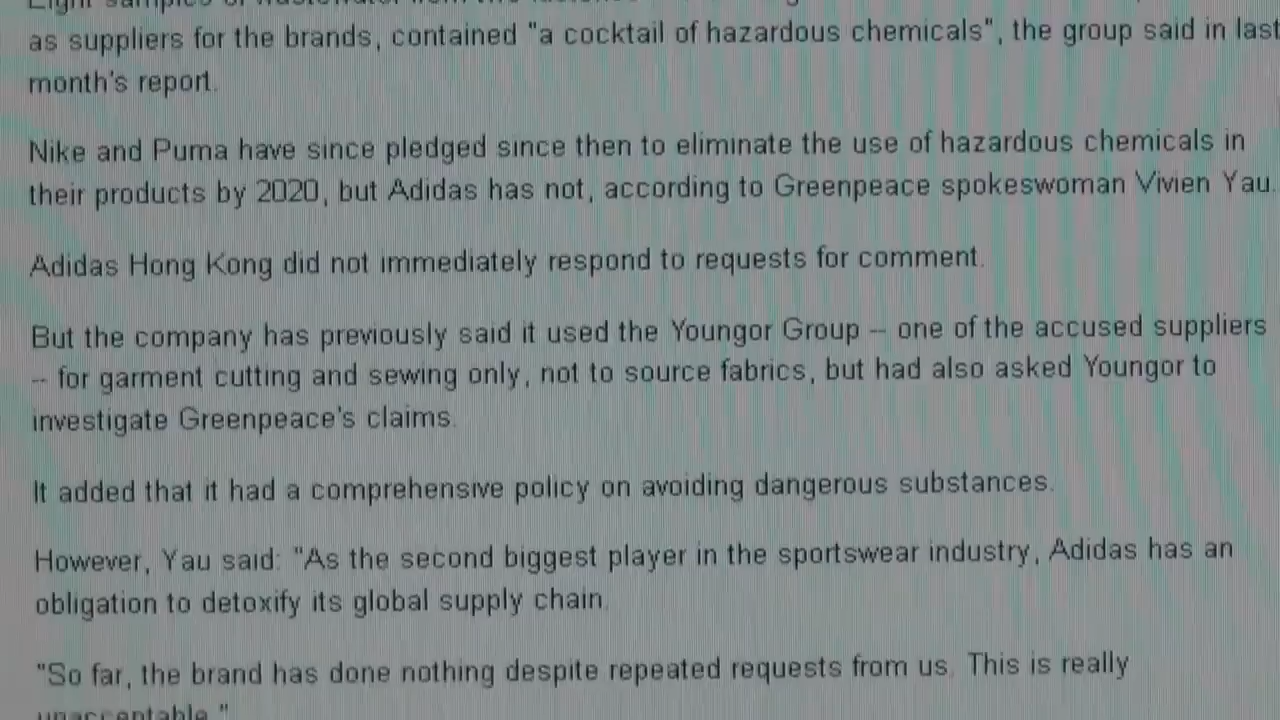 as suppliers for the brands, contained "a cocktail of hazardous chemicals", the group said in last
month's report.
Nike and Puma have since pledged since then to eliminate the use of hazardous chemicals in
their products by 2020, but Adidas has not, according to Greenpeace spokeswoman Vivien Yau.
Adidas Hong Kong did not immediately respond to requests for comment.
But the company has previously said it used the Youngor Group -- one of the accused suppliers
-- for garment cutting and sewing only, not to source fabrics, but had also asked Youngor to
investigate Greenpeace's claims.
It added that it had a comprehensive policy on avoiding dangerous substances.
However, Yau said: "As the second biggest player in the sportswear industry, Adidas has an
obligation to detoxify its global supply chain.
"So far, the brand has done nothing despite repeated requests from us. This is really
unacceptable."